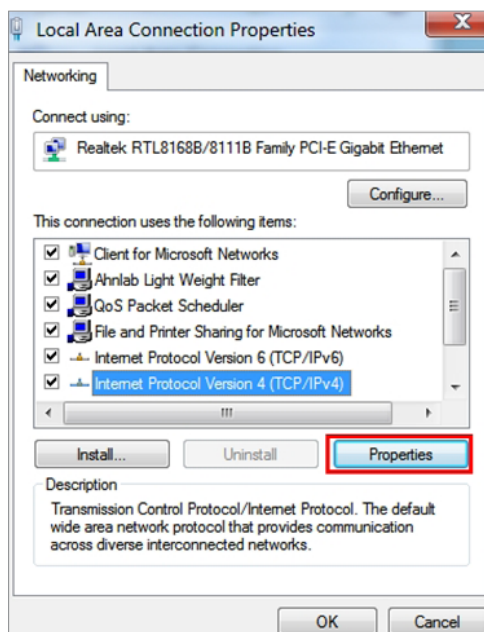 Local Area Connection Properties
Networking
Connect using:
Realtek RTL8168B/8111B Family PCI-E Gigabit Ethernet
Configure...
This connection uses the following items:
Client for Microsoft Networks
Ahnlab Light Weight Filter
QoS Packet Scheduler
File and Printer Sharing for Microsoft Networks
Internet Protocol Version 6 (TCP/IPv6)
Internet Protocol Version 4 (TCP/IPv4)
Install...
Uninstall
Properties
Description
Transmission Control Protocol/Internet Protocol. The default
wide area network protocol that provides communication
across diverse interconnected networks.
OK
Cancel